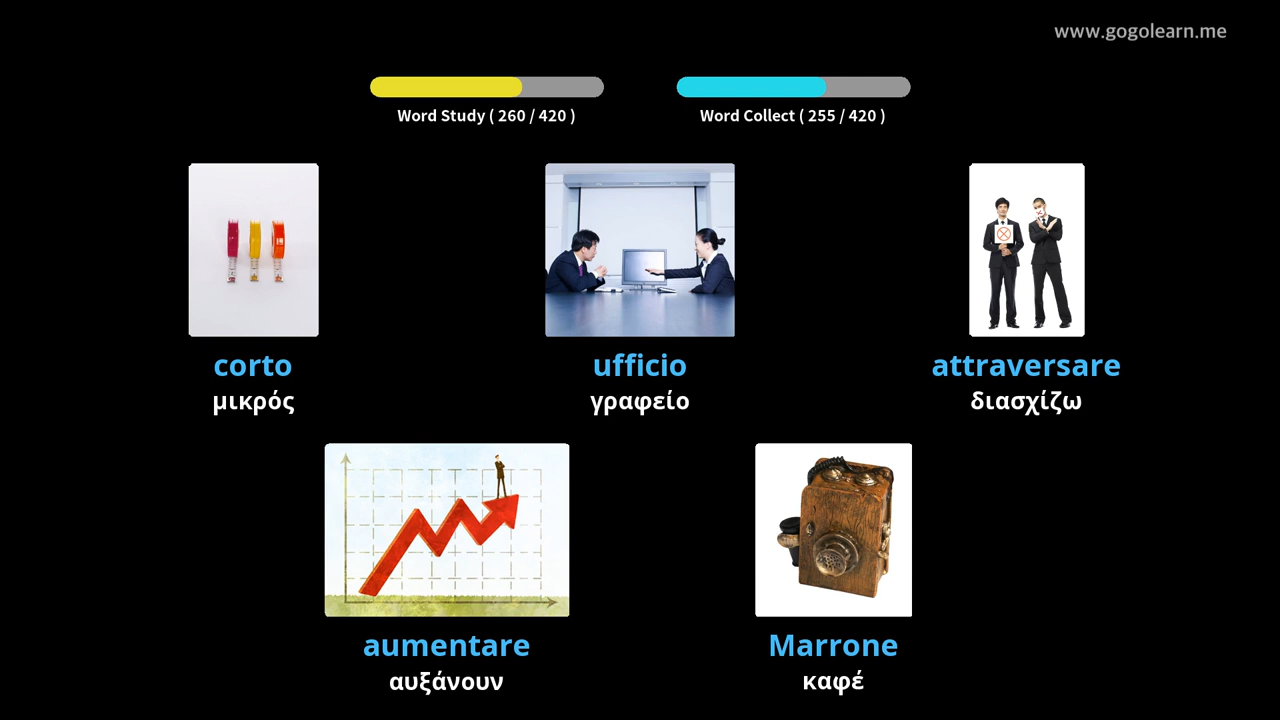 www.gogolearn.me
Word Study ( 260 / 420 )
Word Collect ( 255 / 420 )
corto
μικρός
ufficio
γραφείο
attraversare
διασχίζω
aumentare
αυξάνουν
Marrone
καφέ